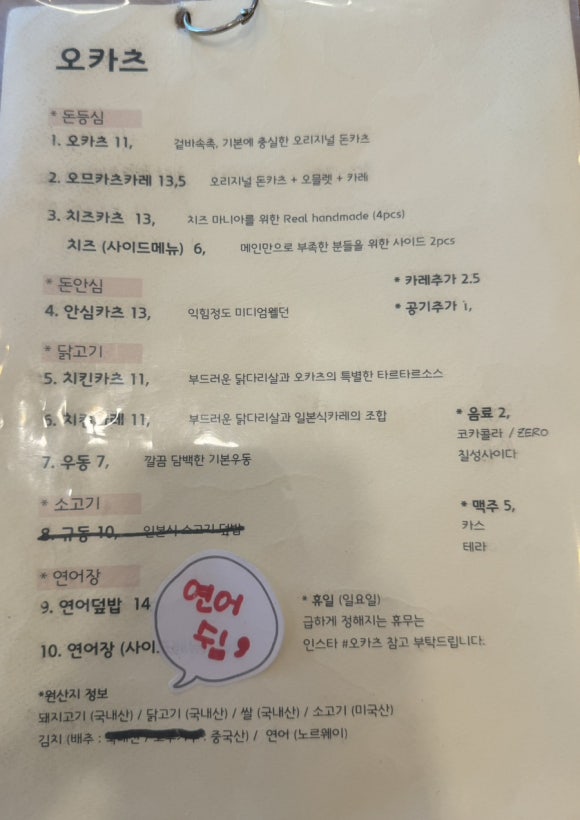 오카츠
* 돈등심
1. 오카츠 11, 겉바속촉, 기본에 충실한 오리지널 돈카츠
2. 오므카츠카레 13,5 오리지널 돈카츠 + 오믈렛 + 카레
3. 치즈카츠 13, 치즈 마니아를 위한 Real handmade (4pcs)
치즈 (사이드메뉴) 6, 메인만으로 부족한 분들을 위한 사이드 2pcs
* 돈안심
* 카레추가 2.5
4. 안심카츠 13, 익힘정도 미디엄웰던
* 공기추가 1,
* 닭고기
5. 치킨카츠 11, 부드러운 닭다리살과 오카츠의 특별한 타르타르소스
6. 치킨카레 11, 부드러운 닭다리살과 일본식카레의 조합
* 음료 2,
코카콜라 / ZERO
칠성사이다
7. 우동 7, 깔끔 담백한 기본우동
* 소고기
8. 규동 10, 일본식 소고기 덮밥
* 맥주 5,
카스
테라
* 연어장
9. 연어덮밥 14
10. 연어장 (사이.
연어
쉽,
* 휴일 (일요일)
급하게 정해지는 휴무는
인스타 #오카츠 참고 부탁드립니다.
*원산지 정보
돼지고기 (국내산) / 닭고기 (국내산) / 쌀 (국내산) / 소고기 (미국산)
김치 (배추 : : 중국산) / 연어 (노르웨이)